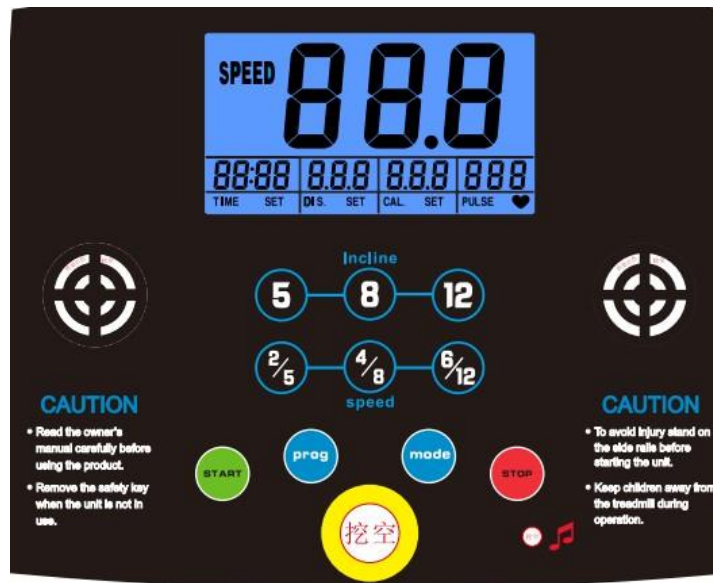 SPEED 88.8
88:88 8.8.8 8.8.8 888
TIME SET DIS. SET CAL. SET PULSE
Incline
5 8 12
2/5 4/8 6/12
speed
CAUTION
• Read the owner's
manual carefully before
using the product.
• Remove the safety key
when the unit is not in
use.
START
prog
mode
STOP
挖空
CAUTION
• To avoid injury stand on
the side rails before
starting the unit.
• Keep children away from
the treadmill during
operation.